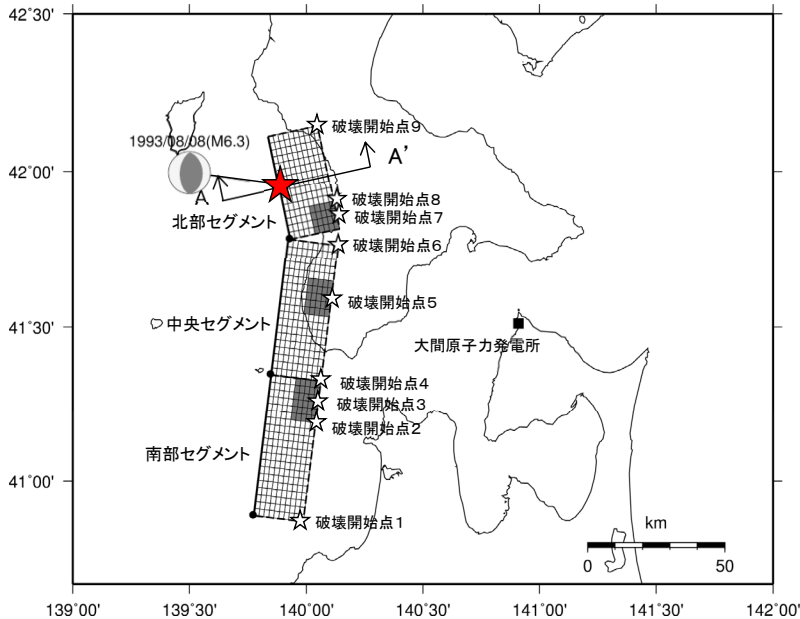 42°30'
42°00'
41°30'
41°00'
139°00'
139°30'
140°00'
140°30'
141°00'
141°30'
142°00'
破壊開始点9
1993/08/08(M6.3)
A'
A
破壊開始点8
破壊開始点7
北部セグメント
破壊開始点6
破壊開始点5
中央セグメント
大間原子力発電所
破壊開始点4
破壊開始点3
破壊開始点2
南部セグメント
破壊開始点1
km
0
50